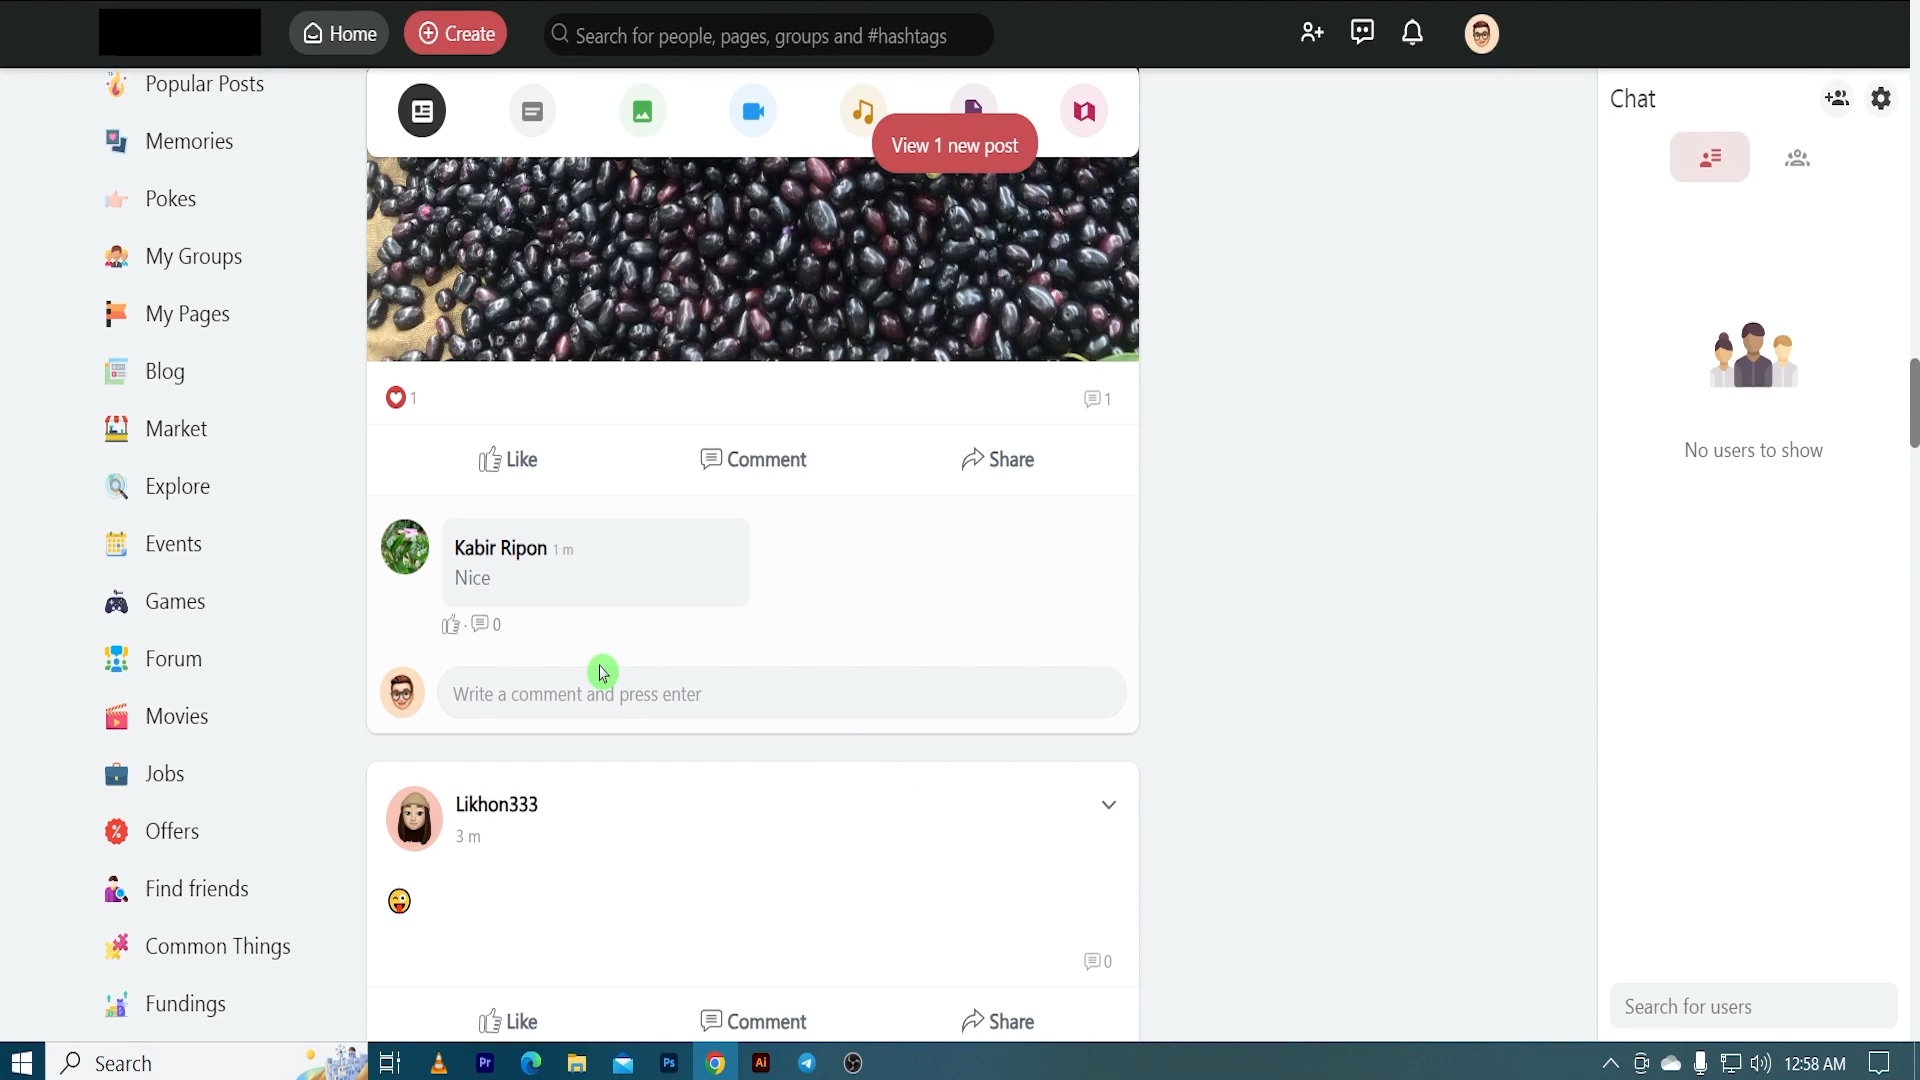 Home
Create
Search for people, pages, groups and #hashtags
Popular Posts
Memories
Pokes
My Groups
My Pages
Blog
Market
Explore
Events
Games
Forum
Movies
Jobs
Offers
Find friends
Common Things
Fundings
View 1 new post
1
1
Like
Comment
Share
Kabir Ripon 1 m
Nice
0
Write a comment and press enter
Likhon333
3 m
0
Like
Comment
Share
Chat
No users to show
Search for users
Search
Pr
Ps
Ai
12:58 AM